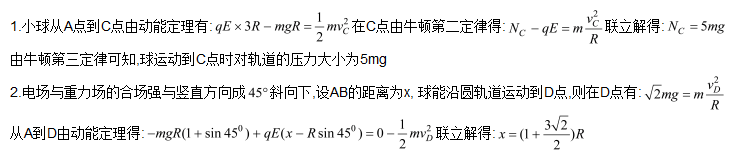 1.小球从A点到C点由动能定理有: qE×3R−mgR=\frac{1}{2}mv_C^2 在C点由牛顿第二定律得: N_C−qE=m\frac{v_C^2}{R} 联立解得: N_C=5mg
由牛顿第三定律可知,球运动到C点时对轨道的压力大小为5mg
2.电场与重力场的合场强与竖直方向成 45° 斜向下,设AB的距离为x, 球能沿圆轨道运动到D点,则在D点有: \sqrt{2}mg=m\frac{v_D^2}{R}
从A到D由动能定理得: −mgR(1+sin45^0)+qE(x−Rsin45^0)=0−\frac{1}{2}mv_D^2 联立解得: x=(1+\frac{3\sqrt{2}}{2})R